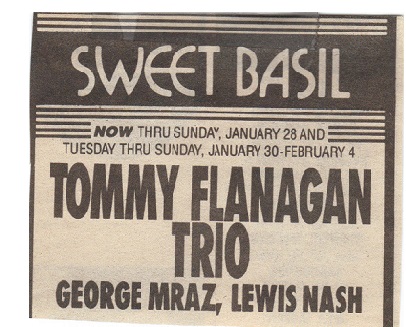 SWEET BASIL
NOW THRU SUNDAY, JANUARY 28 AND
TUESDAY THRU SUNDAY, JANUARY 30-FEBRUARY 4
TOMMY FLANAGAN
TRIO
GEORGE MRAZ, LEWIS NASH